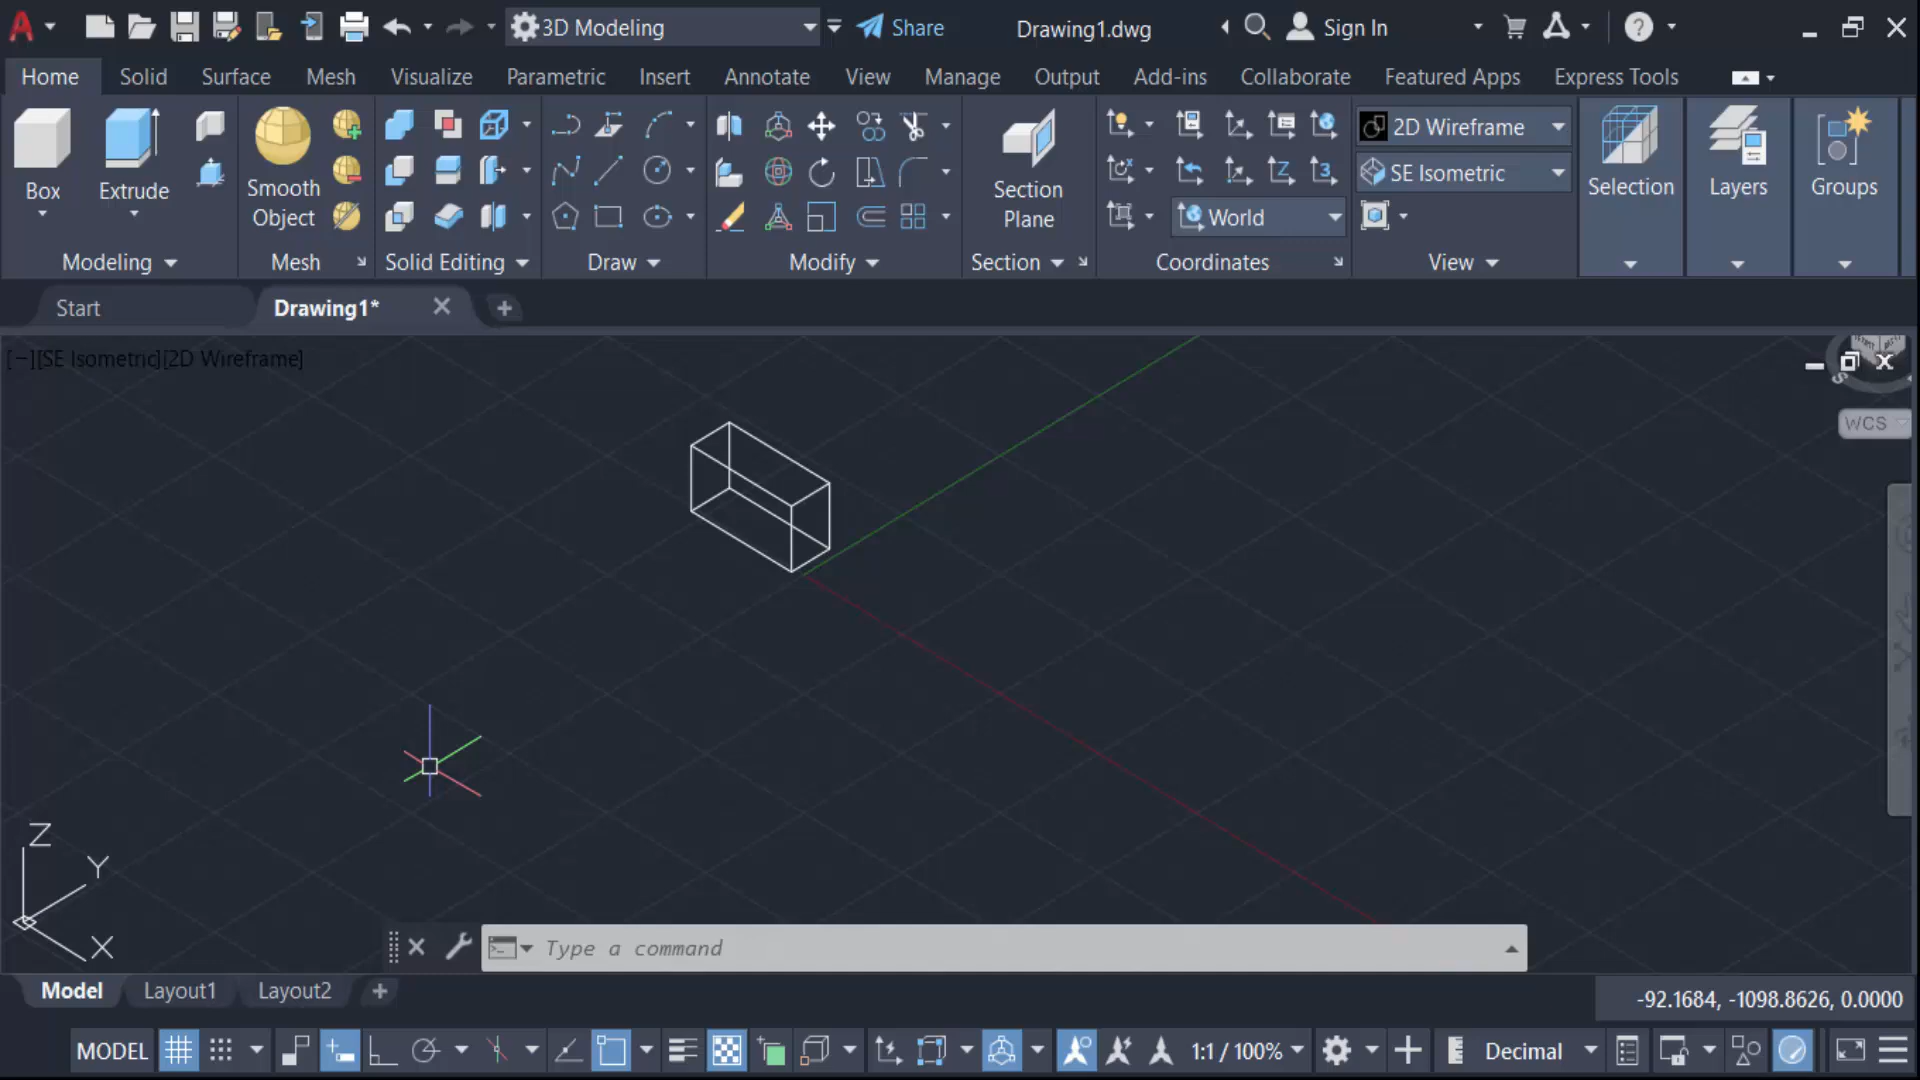 3D Modeling
Share
Drawing1.dwg
Sign In
Home
Solid
Surface
Mesh
Visualize
Parametric
Insert
Annotate
View
Manage
Output
Add-ins
Collaborate
Featured Apps
Express Tools
Box
Extrude
Smooth
Object
Section
Plane
World
2D Wireframe
SE Isometric
Selection
Layers
Groups
Modeling
Mesh
Solid Editing
Draw
Modify
Section
Coordinates
View
Start
Drawing1*
[−][SE Isometric][2D Wireframe]
S
WCS
Z
Y
X
Type a command
Model
Layout1
Layout2
-92.1684, -1098.8626, 0.0000
MODEL
1:1 / 100%
Decimal